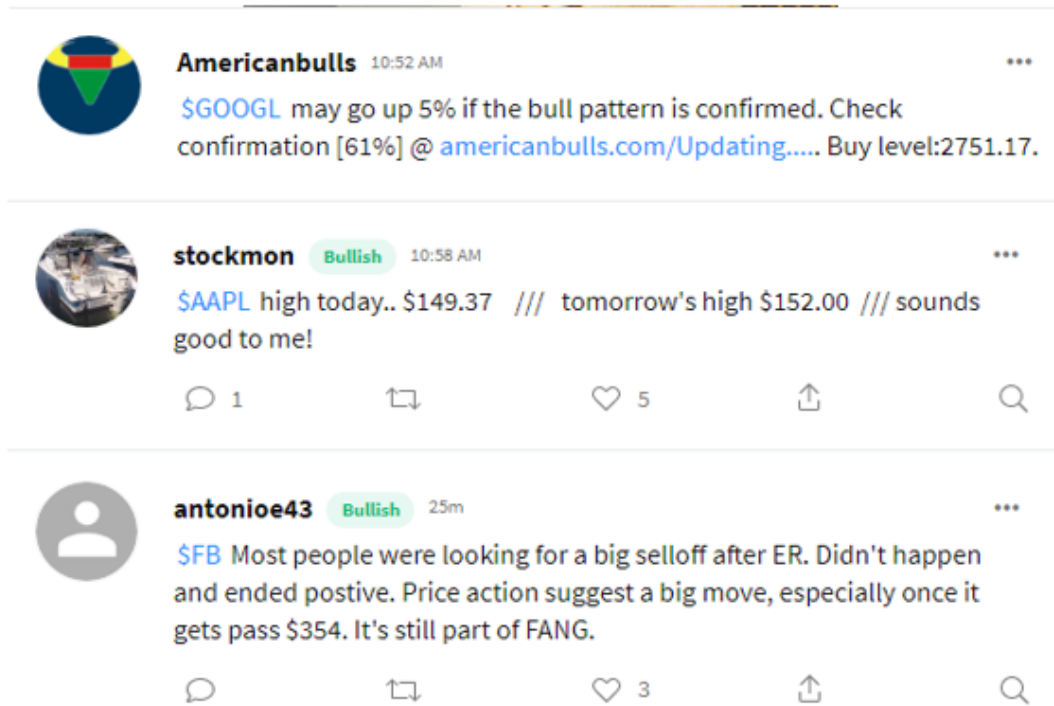 Americanbulls 10:52 AM
$GOOGL may go up 5% if the bull pattern is confirmed. Check
confirmation [61%] @ americanbulls.com/Updating..... Buy level:2751.17.
stockmon Bullish 10:58 AM
$AAPL high today.. $149.37 /// tomorrow's high $152.00 /// sounds
good to me!
1 5
antonioe43 Bullish 25m
$FB Most people were looking for a big selloff after ER. Didn't happen
and ended postive. Price action suggest a big move, especially once it
gets pass $354. It's still part of FANG.
3